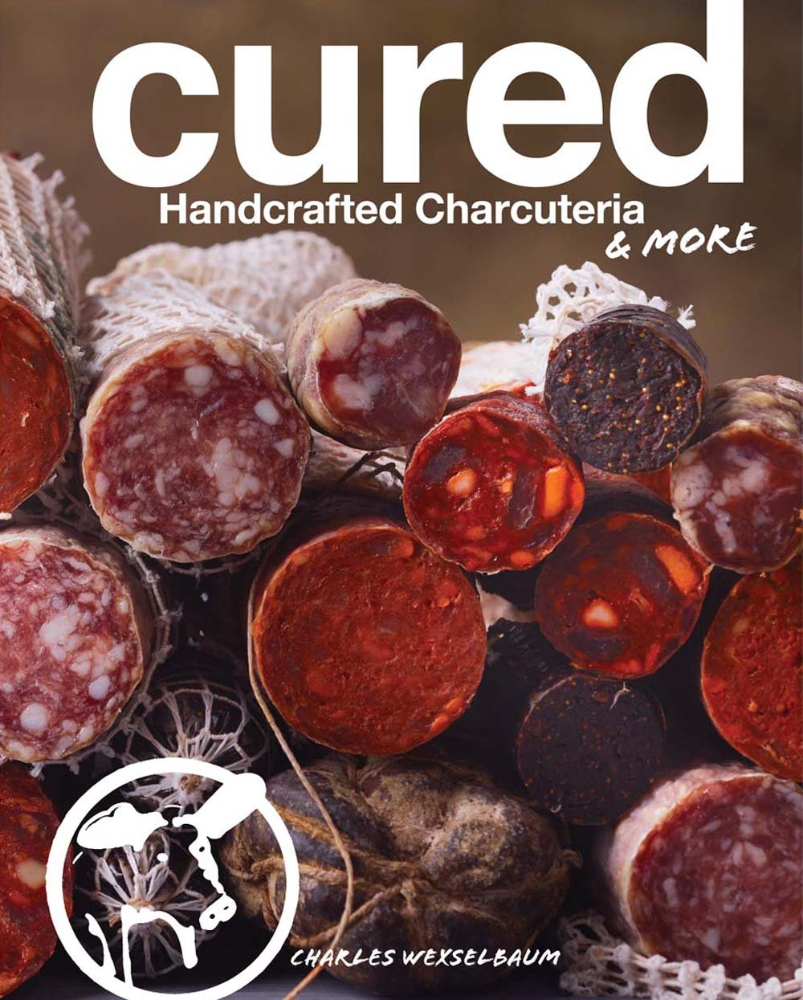 cured
Handcrafted Charcuteria
& MORE
CHARLES WEXSELBAUM